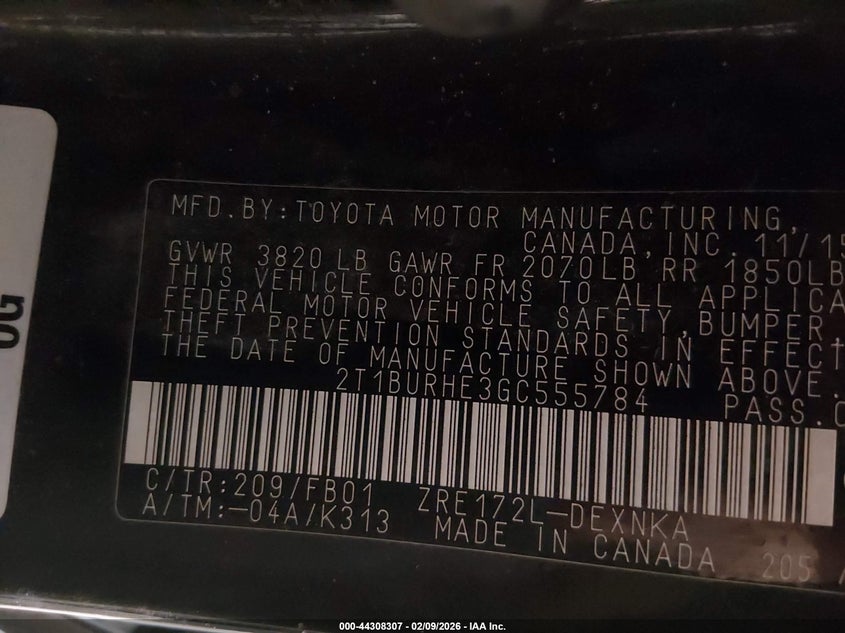 MFD.BY:TOYOTA MOTOR MANUFACTURING,
CANADA,INC. 11/15
GVWR 3820 LB GAWR FR 2070LB RR 1850LB
THIS VEHICLE CONFORMS TO ALL APPLICA
FEDERAL MOTOR VEHICLE SAFETY,BUMPER,
THEFT PREVENTION STANDARDS IN EFFECT
THE DATE OF MANUFACTURE SHOWN ABOVE.
2T1BURHE3GC555784 PASS.C
C/TR:209/FB01 ZRE172L-DEXNKA
A/TM:-04A/K313 MADE IN CANADA 205
OG
000-44308307 - 02/09/2026 - IAA Inc.